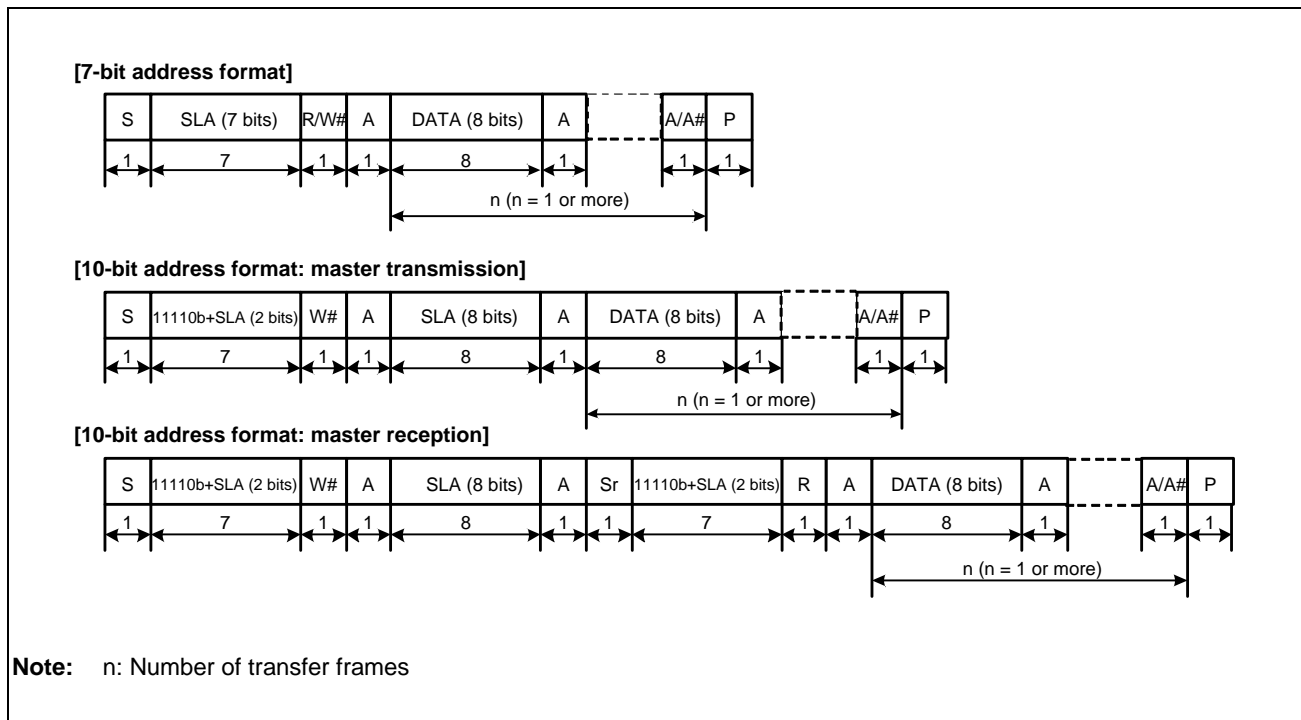 [7-bit address format]
S SLA (7 bits) R/W# A DATA (8 bits) A A/A# P
1 7 1 1 8 1 1 1
n (n = 1 or more)
[10-bit address format: master transmission]
S 11110b+SLA (2 bits) W# A SLA (8 bits) A DATA (8 bits) A A/A# P
1 7 1 1 8 1 8 1 1 1
n (n = 1 or more)
[10-bit address format: master reception]
S 11110b+SLA (2 bits) W# A SLA (8 bits) A Sr 11110b+SLA (2 bits) R A DATA (8 bits) A A/A# P
1 7 1 1 8 1 1 7 1 1 8 1 1 1
n (n = 1 or more)
Note: n: Number of transfer frames